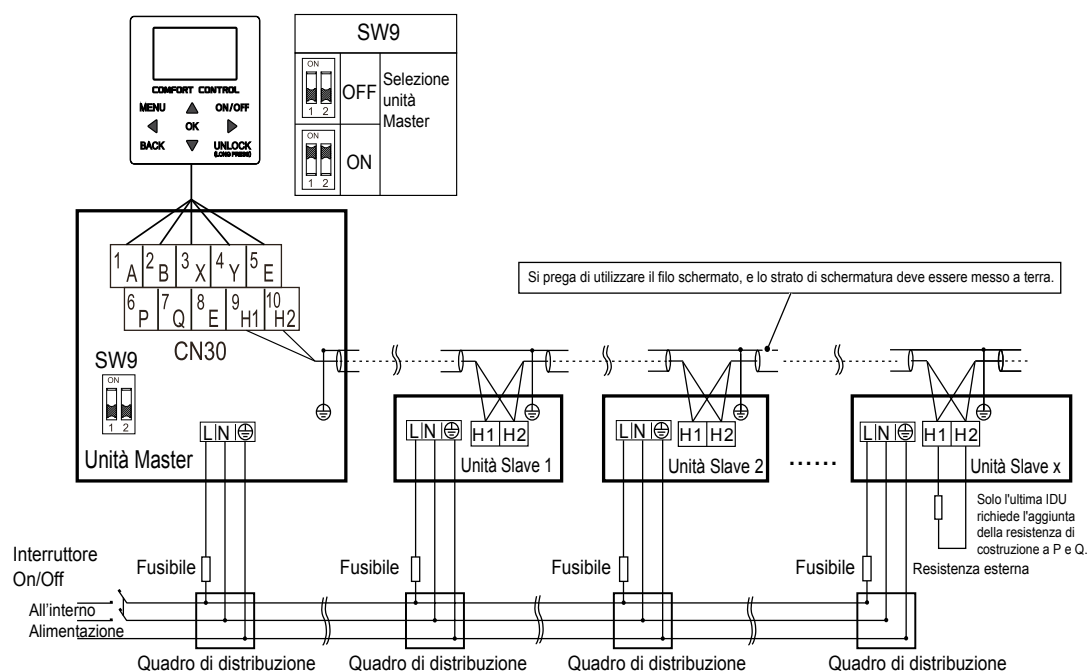 SW9
ON
1 2
OFF
Selezione
unità
Master
ON
1 2
ON
COMFORT CONTROL
MENU
ON/OFF
OK
BACK
UNLOCK
(LONG PRESS)
1 A 2 B 3 X 4 Y 5 E
6 P 7 Q 8 E 9 H1 10 H2
CN30
SW9
ON
1 2
L N
Unità Master
Si prega di utilizzare il filo schermato, e lo strato di schermatura deve essere messo a terra.
L N
H1 H2
Unità Slave 1
L N
H1 H2
Unità Slave 2
......
L N
H1 H2
Unità Slave x
Solo l'ultima IDU
richiede l'aggiunta
della resistenza di
costruzione a P e Q.
Resistenza esterna
Interruttore
On/Off
Fusibile
Fusibile
Fusibile
Fusibile
All'interno
Alimentazione
Quadro di distribuzione
Quadro di distribuzione
Quadro di distribuzione
Quadro di distribuzione